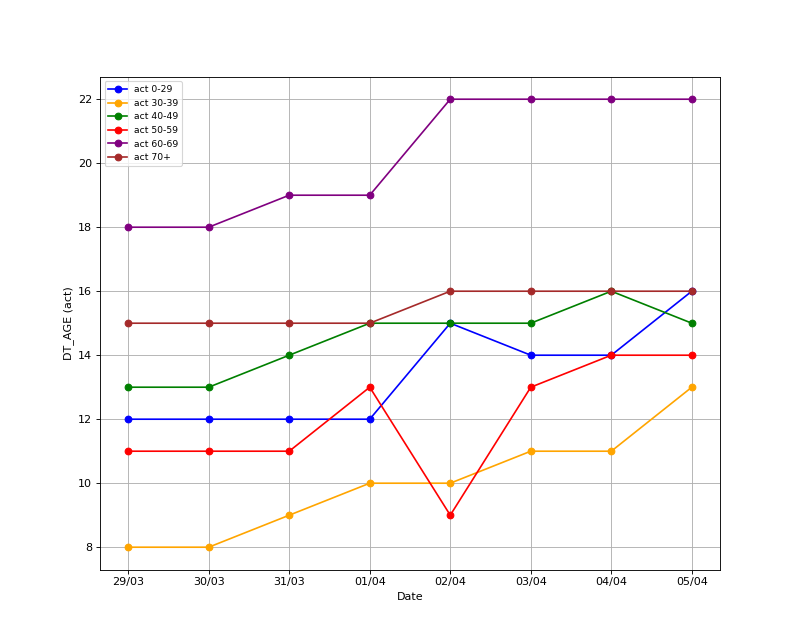 act 0-29
act 30-39
act 40-49
act 50-59
act 60-69
act 70+
22
20
18
16
14
12
10
8
DT_AGE (act)
29/03 30/03 31/03 01/04 02/04 03/04 04/04 05/04
Date